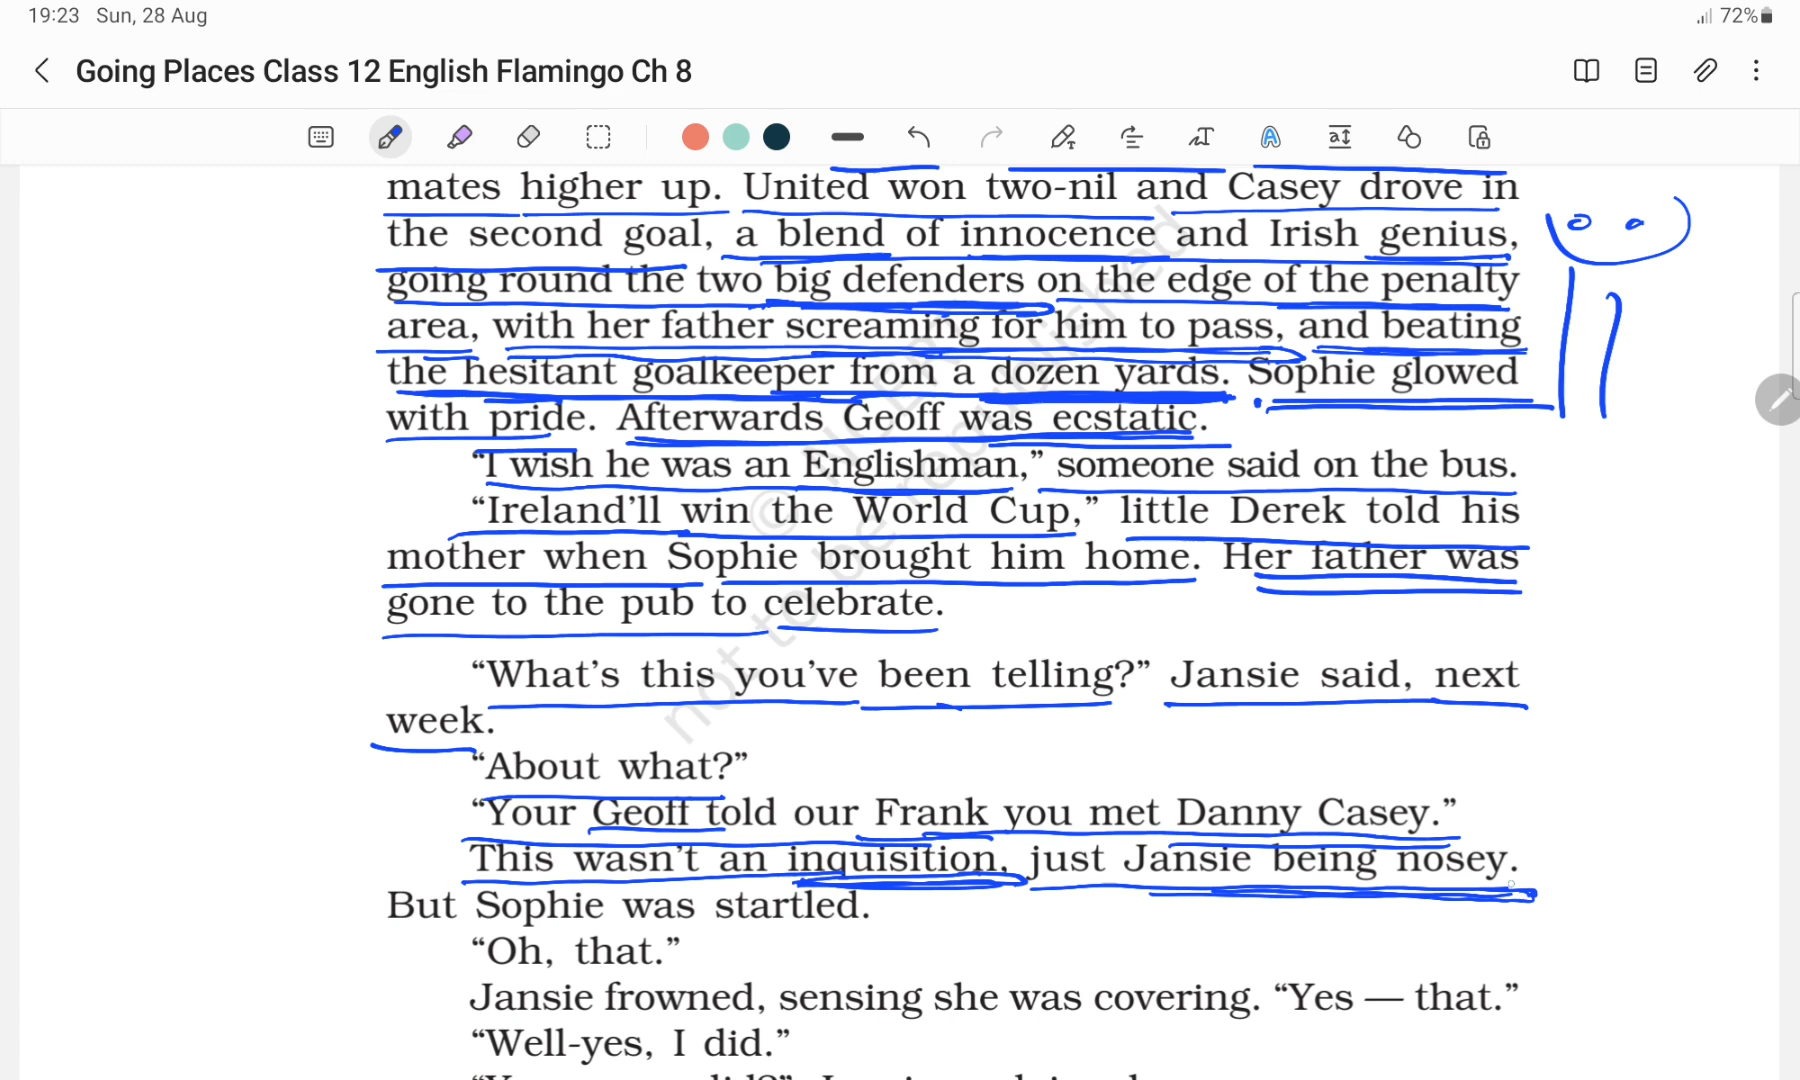 19:23 Sun, 28 Aug
72%
Going Places Class 12 English Flamingo Ch 8
mates higher up. United won two-nil and Casey drove in
the second goal, a blend of innocence and Irish genius,
going round the two big defenders on the edge of the penalty
area, with her father screaming for him to pass, and beating
the hesitant goalkeeper from a dozen yards. Sophie glowed
with pride. Afterwards Geoff was ecstatic.
“I wish he was an Englishman,” someone said on the bus.
“Ireland’ll win the World Cup,” little Derek told his
mother when Sophie brought him home. Her father was
gone to the pub to celebrate.
“What’s this you’ve been telling?” Jansie said, next
week.
“About what?”
“Your Geoff told our Frank you met Danny Casey.”
This wasn’t an inquisition, just Jansie being nosey.
But Sophie was startled.
“Oh, that.”
Jansie frowned, sensing she was covering. “Yes — that.”
“Well-yes, I did.”
not to be republished